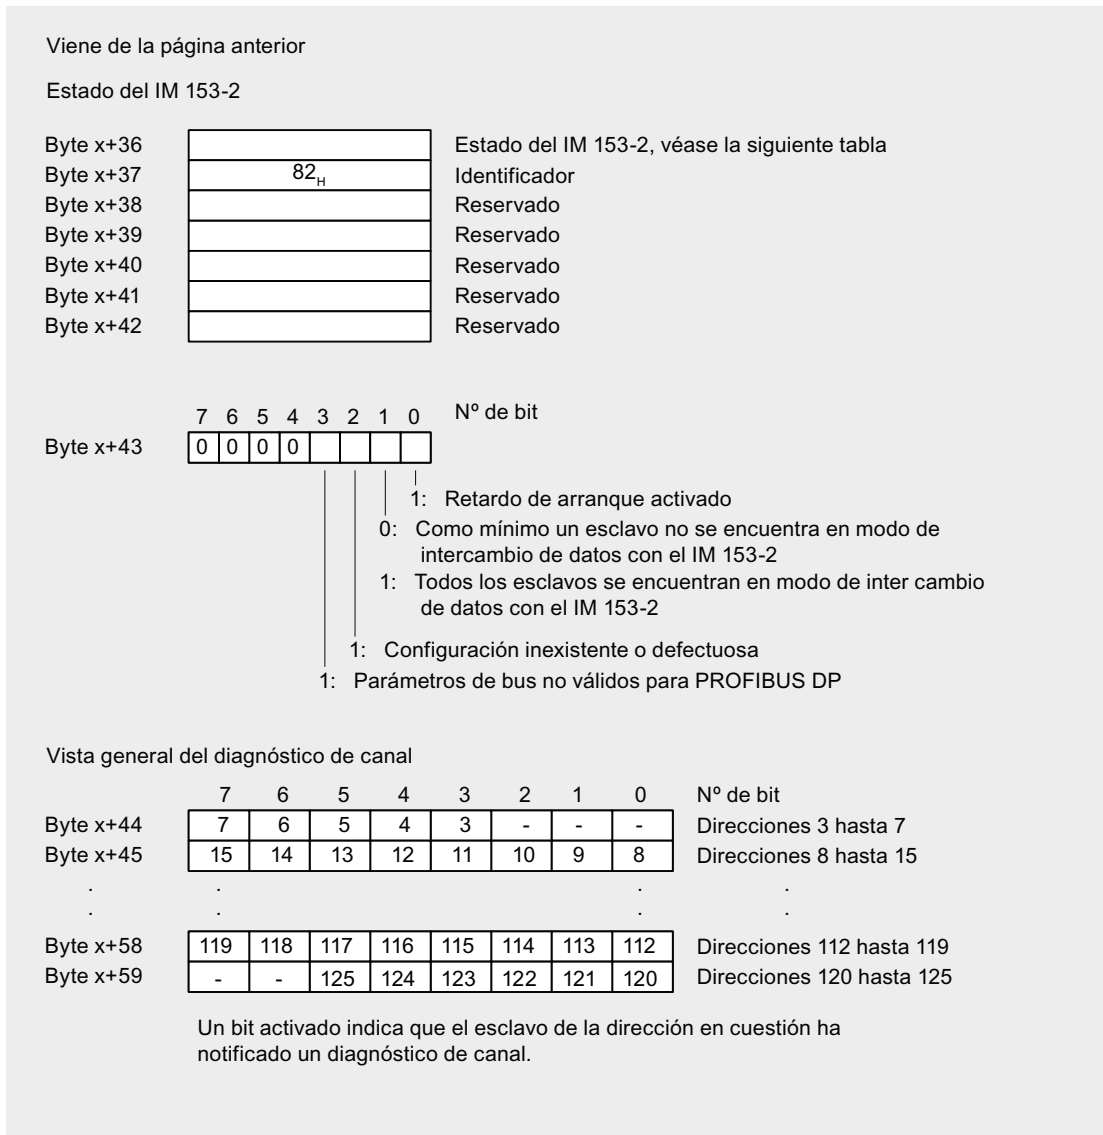 Viene de la página anterior
Estado del IM 153-2
Byte x+36 Estado del IM 153-2, véase la siguiente tabla
Byte x+37 82H Identificador
Byte x+38 Reservado
Byte x+39 Reservado
Byte x+40 Reservado
Byte x+41 Reservado
Byte x+42 Reservado
7 6 5 4 3 2 1 0 Nº de bit
Byte x+43 0 0 0 0
1: Retardo de arranque activado
0: Como mínimo un esclavo no se encuentra en modo de
intercambio de datos con el IM 153-2
1: Todos los esclavos se encuentran en modo de inter cambio
de datos con el IM 153-2
1: Configuración inexistente o defectuosa
1: Parámetros de bus no válidos para PROFIBUS DP
Vista general del diagnóstico de canal
7 6 5 4 3 2 1 0 Nº de bit
Byte x+44 7 6 5 4 3 - - - Direcciones 3 hasta 7
Byte x+45 15 14 13 12 11 10 9 8 Direcciones 8 hasta 15
. . . .
. . . .
Byte x+58 119 118 117 116 115 114 113 112 Direcciones 112 hasta 119
Byte x+59 - - 125 124 123 122 121 120 Direcciones 120 hasta 125
Un bit activado indica que el esclavo de la dirección en cuestión ha
notificado un diagnóstico de canal.